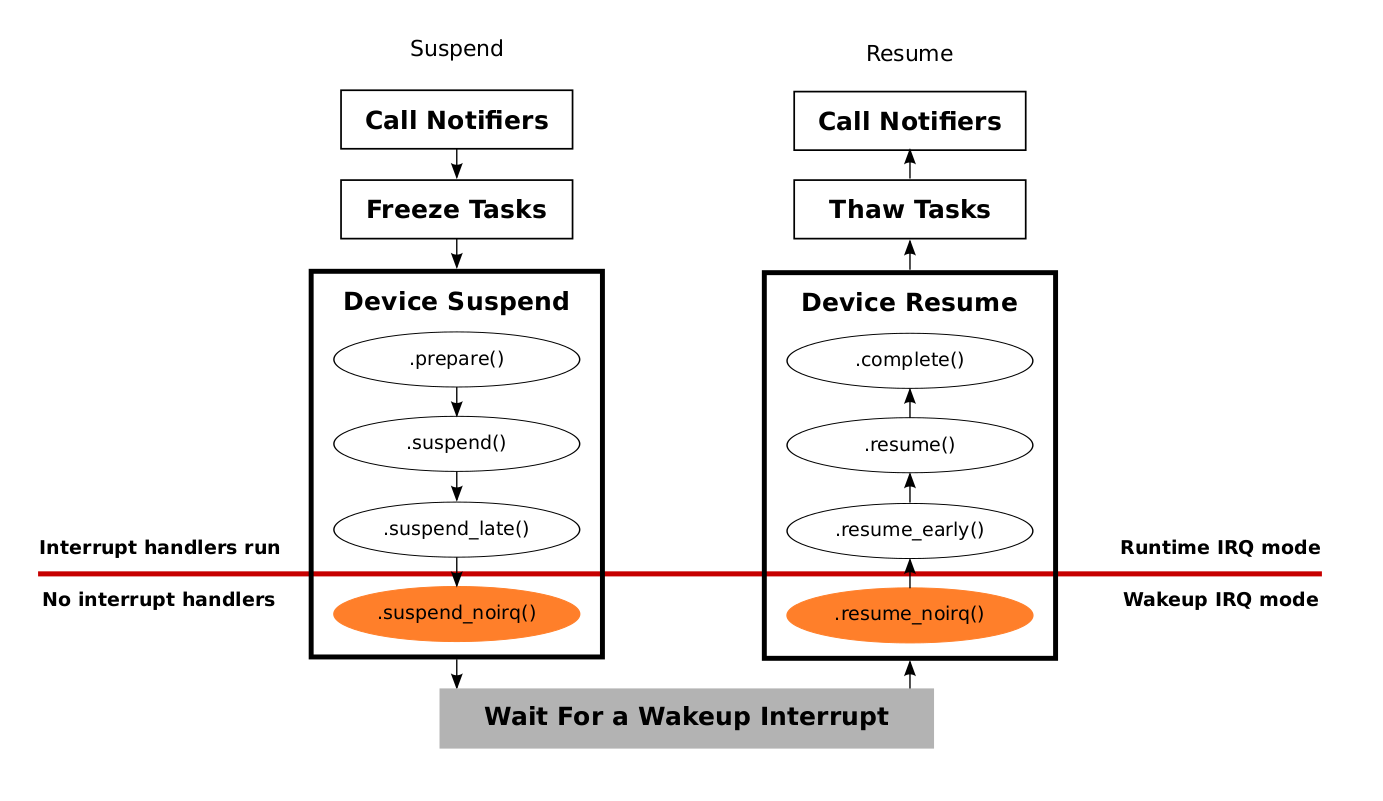 Suspend
Call Notifiers
Freeze Tasks
Device Suspend
.prepare()
.suspend()
.suspend_late()
.suspend_noirq()
Resume
Call Notifiers
Thaw Tasks
Device Resume
.complete()
.resume()
.resume_early()
.resume_noirq()
Interrupt handlers run
No interrupt handlers
Runtime IRQ mode
Wakeup IRQ mode
Wait For a Wakeup Interrupt